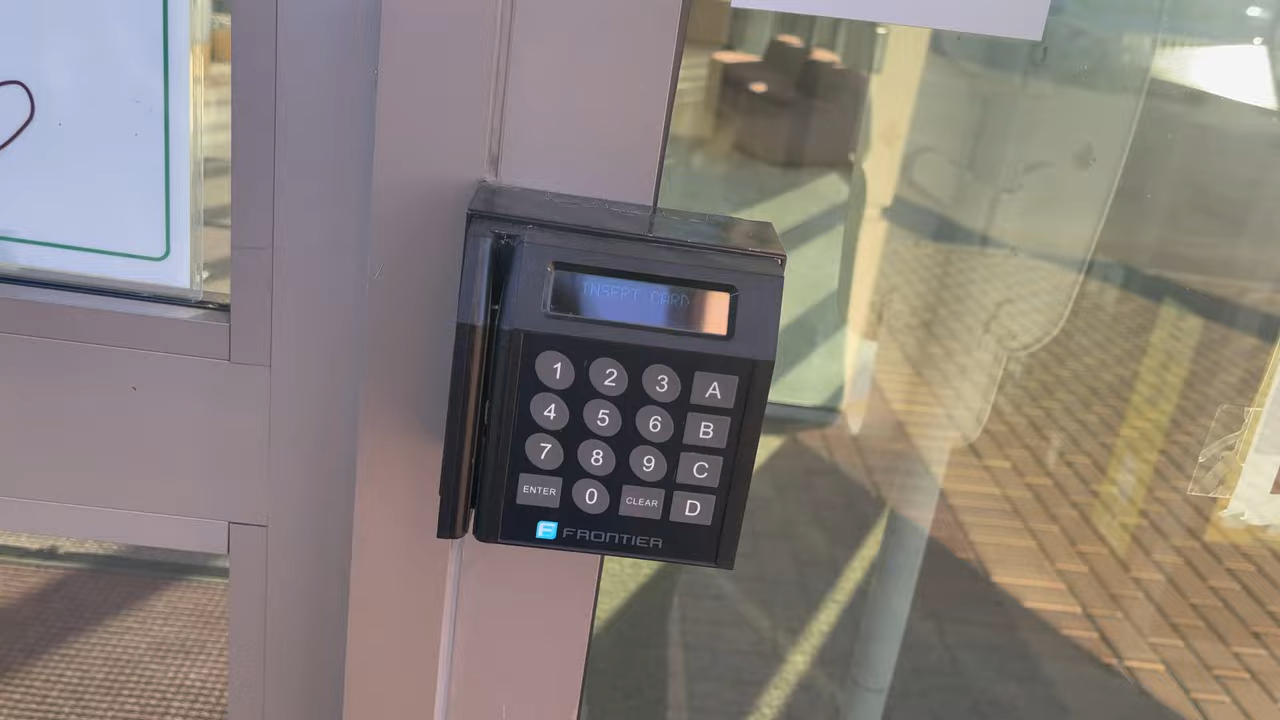 INSERT CARD
1 2 3 A
4 5 6 B
7 8 9 C
ENTER 0 CLEAR D
F FRONTIER